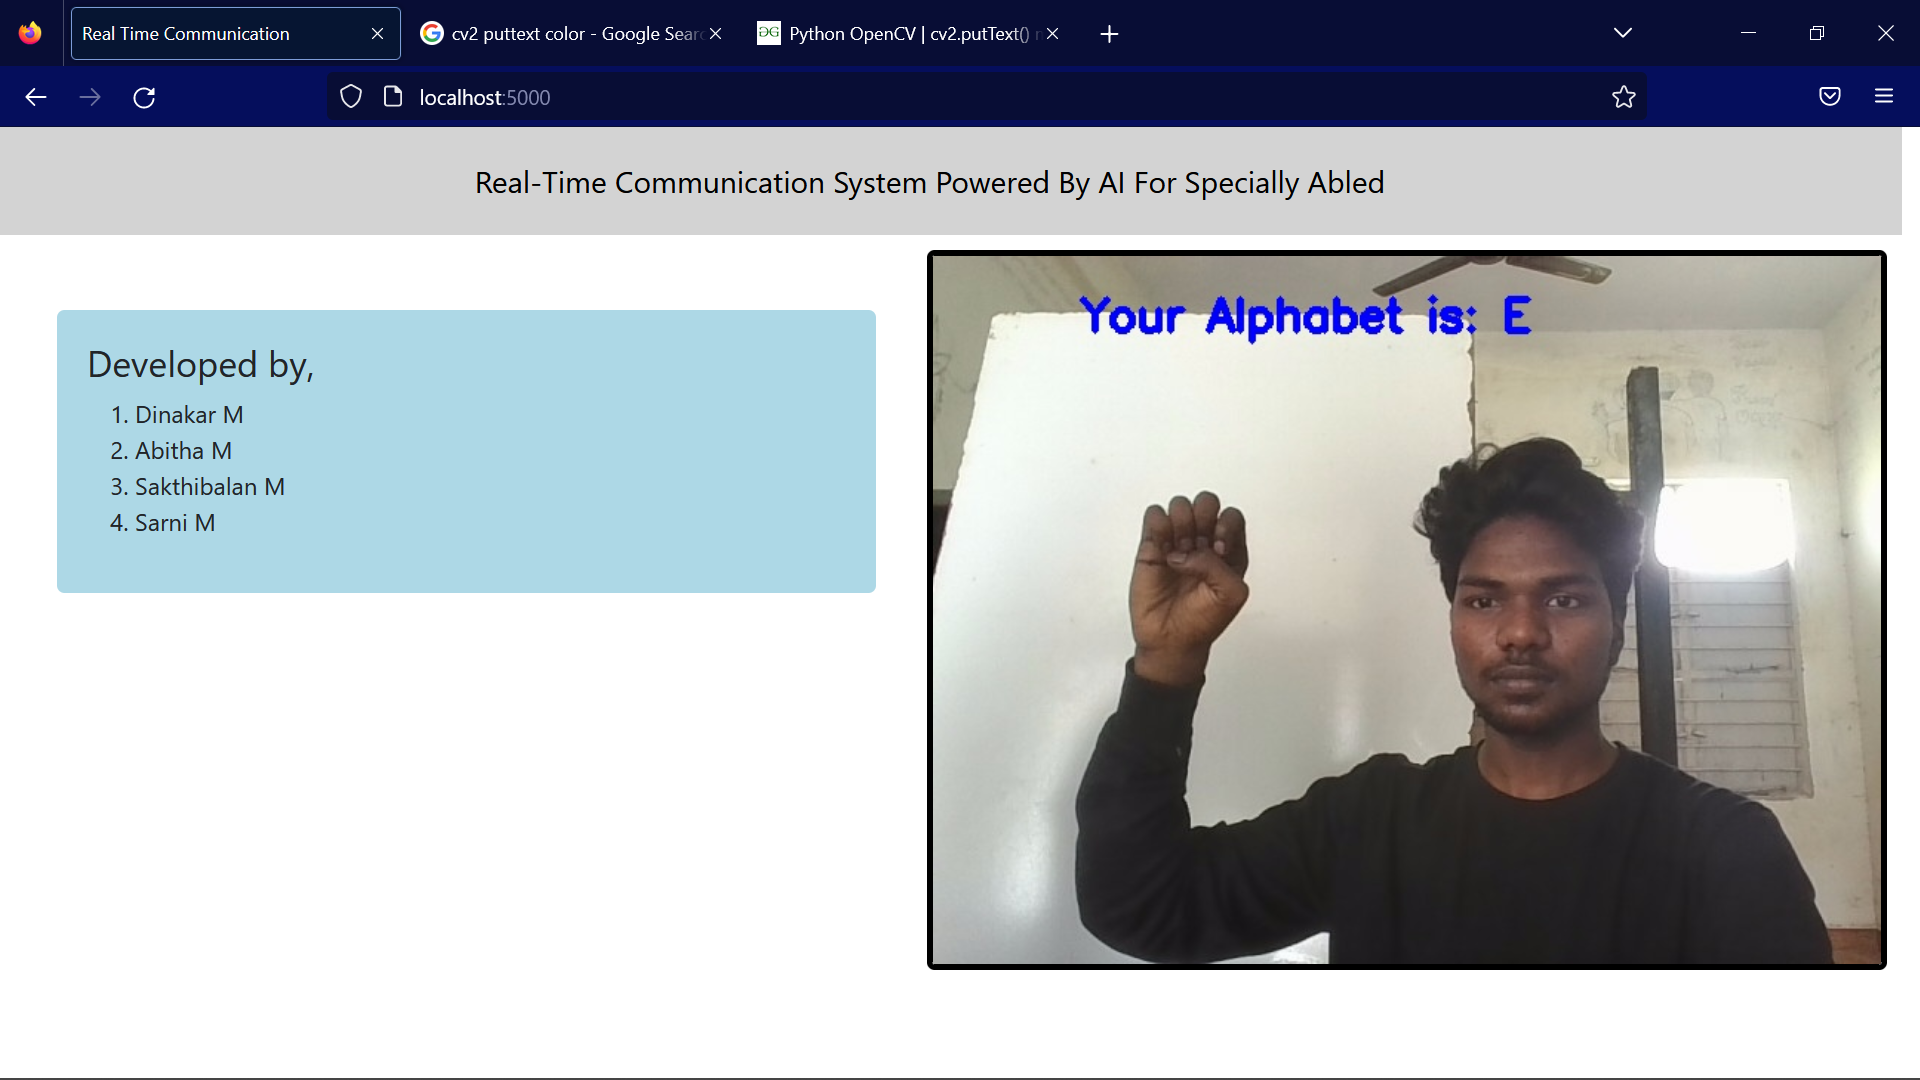 Real Time Communication
cv2 puttext color - Google Sear
Python OpenCV | cv2.putText()
localhost:5000
Real-Time Communication System Powered By AI For Specially Abled
Developed by,
1. Dinakar M
2. Abitha M
3. Sakthibalan M
4. Sarni M
Your Alphabet is: E